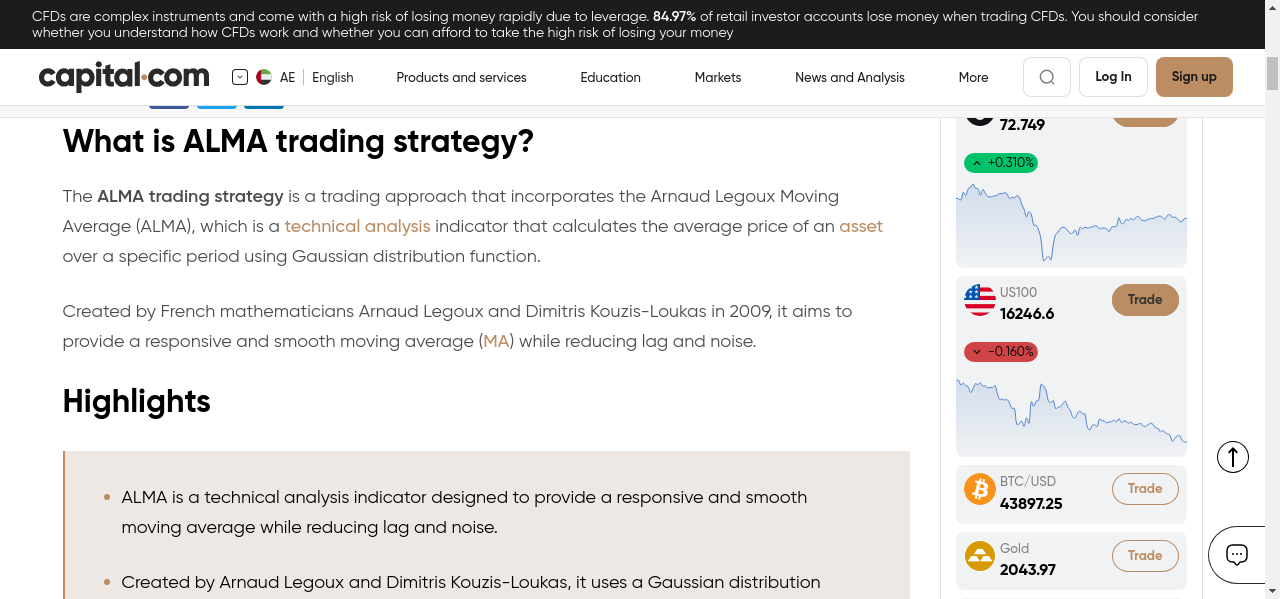 CFDs are complex instruments and come with a high risk of losing money rapidly due to leverage. 84.97% of retail investor accounts lose money when trading CFDs. You should consider
whether you understand how CFDs work and whether you can afford to take the high risk of losing your money
capital.com
AE
English
Products and services
Education
Markets
News and Analysis
More
Log In
Sign up
What is ALMA trading strategy?
The ALMA trading strategy is a trading approach that incorporates the Arnaud Legoux Moving
Average (ALMA), which is a technical analysis indicator that calculates the average price of an asset
over a specific period using Gaussian distribution function.
Created by French mathematicians Arnaud Legoux and Dimitris Kouzis-Loukas in 2009, it aims to
provide a responsive and smooth moving average (MA) while reducing lag and noise.
Highlights
ALMA is a technical analysis indicator designed to provide a responsive and smooth
moving average while reducing lag and noise.
Created by Arnaud Legoux and Dimitris Kouzis-Loukas, it uses a Gaussian distribution
72.749
+0.310%
US100
16246.6
Trade
-0.160%
BTC/USD
43897.25
Trade
Gold
2043.97
Trade